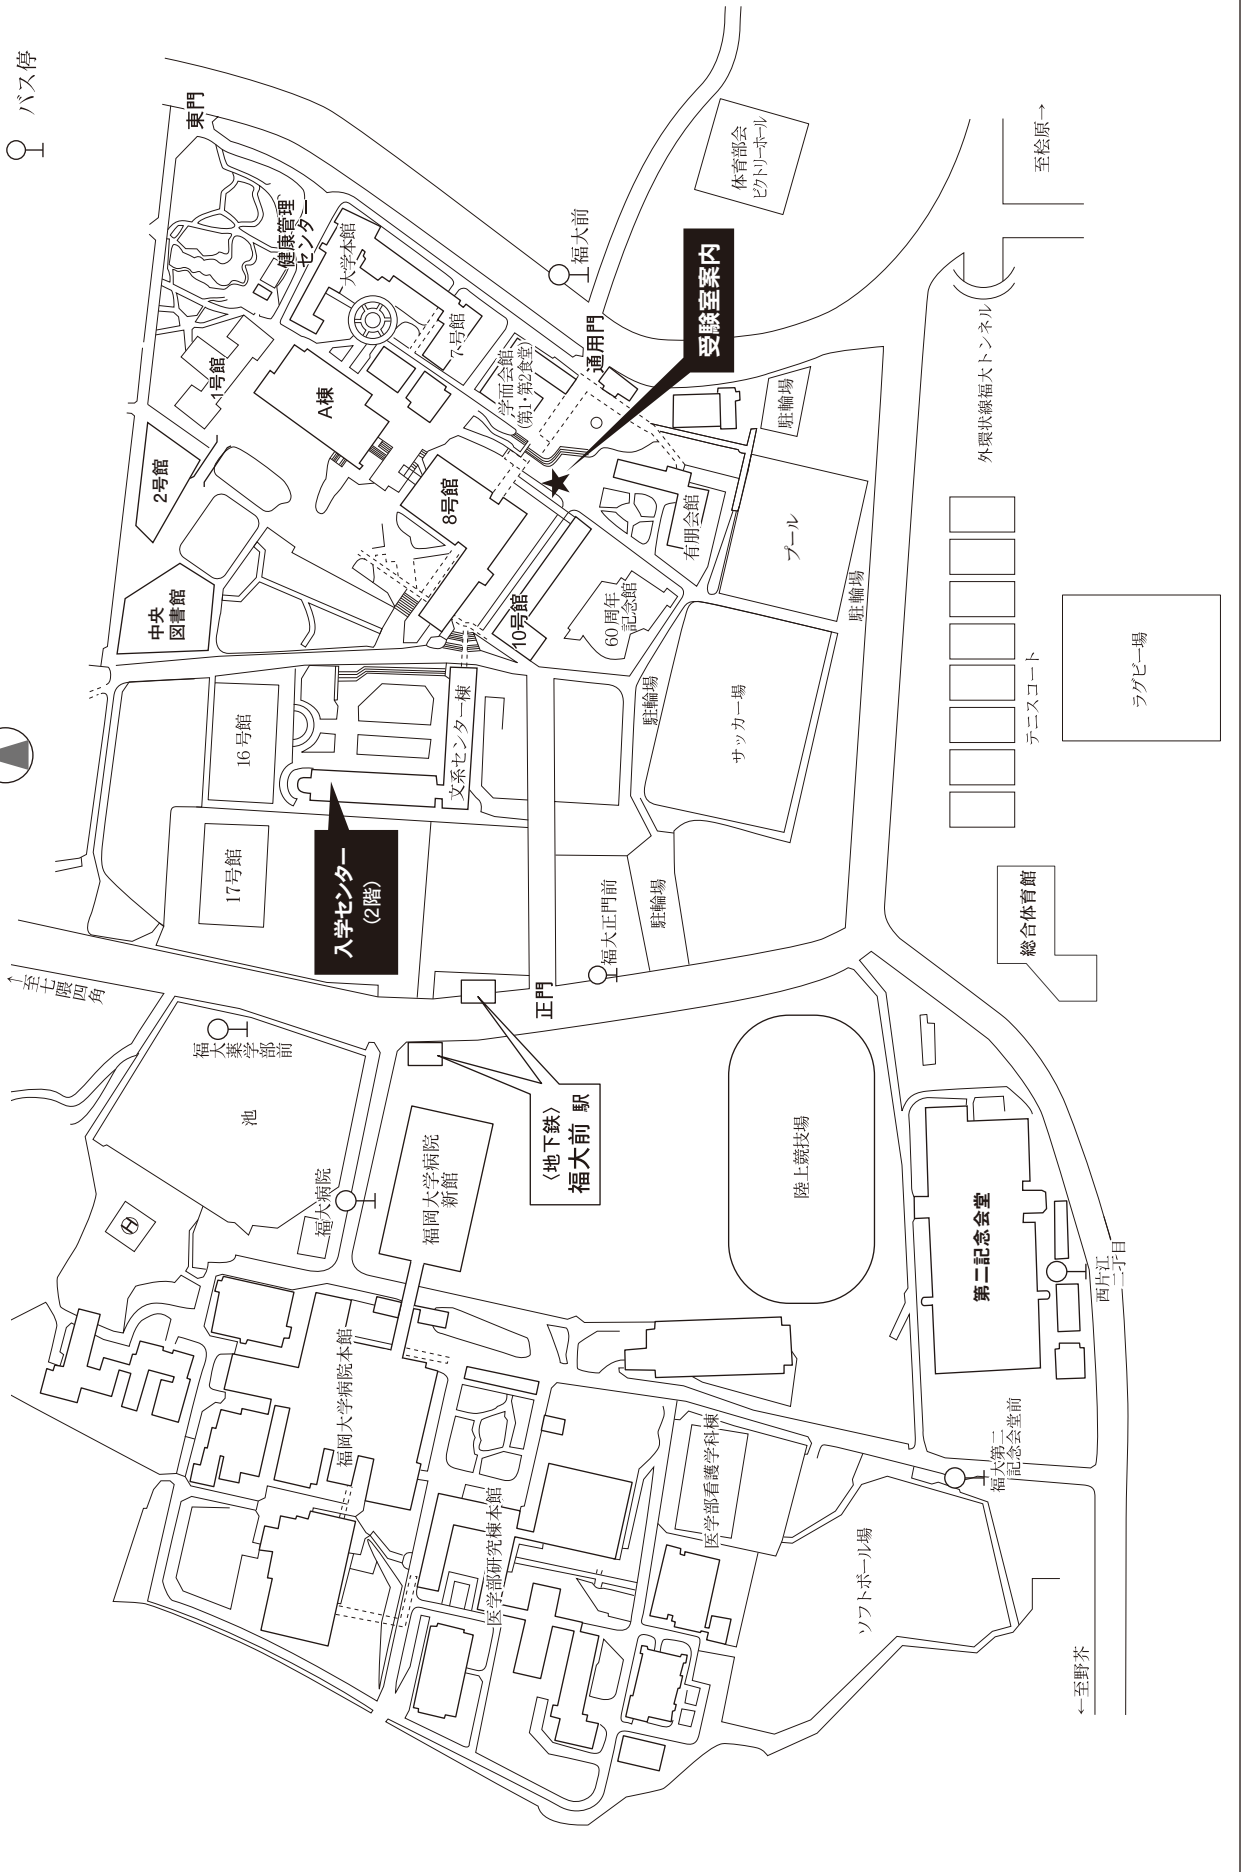 バス停
東門
健康管理
センター
大学本館
7号館
1号館
A棟
2号館
学而会館
(第1・第2食堂)
通用門
福大前
体育部会
ビクトリーホール
至桧原→
受験室案内
外環状線福大トンネル
駐輪場
8号館
中央
図書館
10号館
60周年
記念館
有朋会館
プール
駐輪場
16号館
文系センター棟
駐輪場
サッカー場
テニスコート
ラグビー場
17号館
入学センター
(2階)
福大正門前
駐輪場
総合体育館
←至七隈四角
福大薬学部前
正門
〈地下鉄〉
福大前 駅
池
福大病院
福岡大学病院
新館
陸上競技場
第二記念会堂
西片江
二丁目
H
福岡大学病院本館
医学部研究棟本館
医学部看護学科棟
福大第二
記念会堂前
ソフトボール場
←至野芥